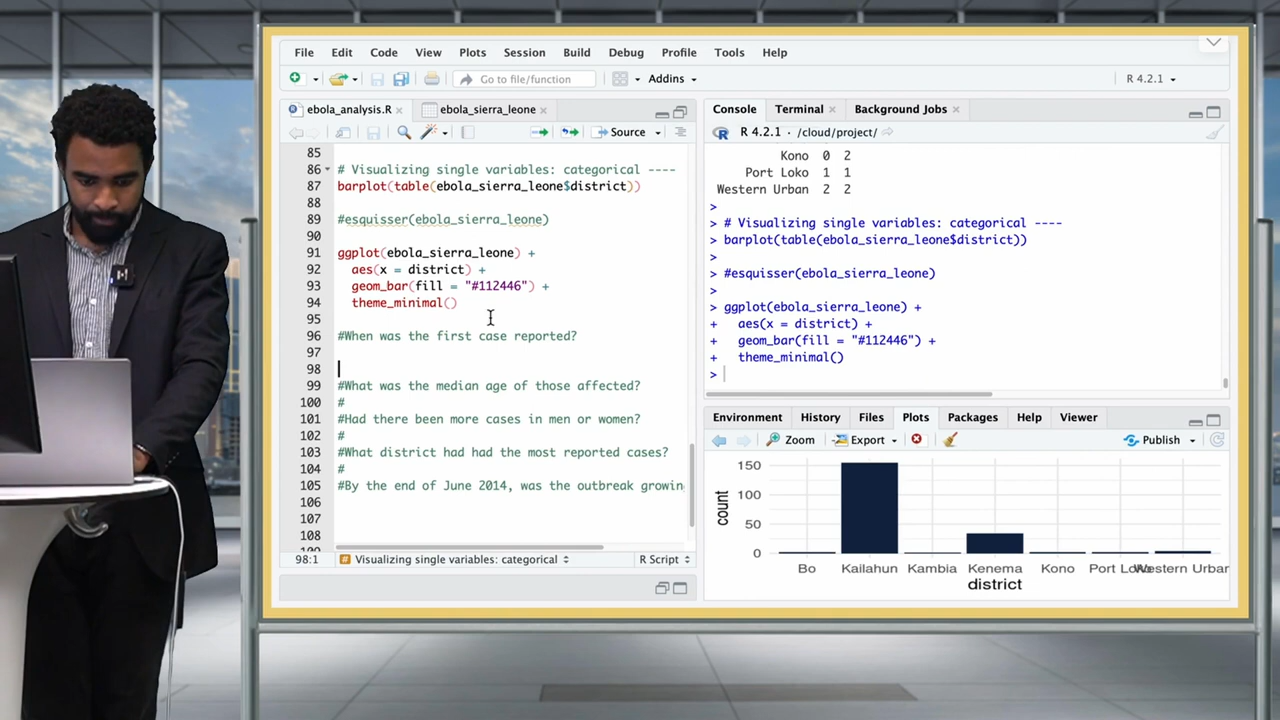 File Edit Code View Plots Session Build Debug Profile Tools Help
Go to file/function Addins R 4.2.1
ebola_analysis.R ebola_sierra_leone
Source
85
86 # Visualizing single variables: categorical ----
87 barplot(table(ebola_sierra_leone$district))
88
89 #esquisser(ebola_sierra_leone)
90
91 ggplot(ebola_sierra_leone) +
92 aes(x = district) +
93 geom_bar(fill = "#112446") +
94 theme_minimal()
95
96 #When was the first case reported?
97
98
99 #What was the median age of those affected?
100 #
101 #Had there been more cases in men or women?
102 #
103 #What district had had the most reported cases?
104 #
105 #By the end of June 2014, was the outbreak growin
106
107
108
98:1 # Visualizing single variables: categorical R Script
Console Terminal Background Jobs
R 4.2.1 · /cloud/project/
Kono 0 2
Port Loko 1 1
Western Urban 2 2
>
> # Visualizing single variables: categorical ----
> barplot(table(ebola_sierra_leone$district))
>
> #esquisser(ebola_sierra_leone)
>
> ggplot(ebola_sierra_leone) +
+ aes(x = district) +
+ geom_bar(fill = "#112446") +
+ theme_minimal()
>
Environment History Files Plots Packages Help Viewer
Zoom Export Publish
150
100
50
0
count
Bo Kailahun Kambia Kenema Kono Port Western Urban
district